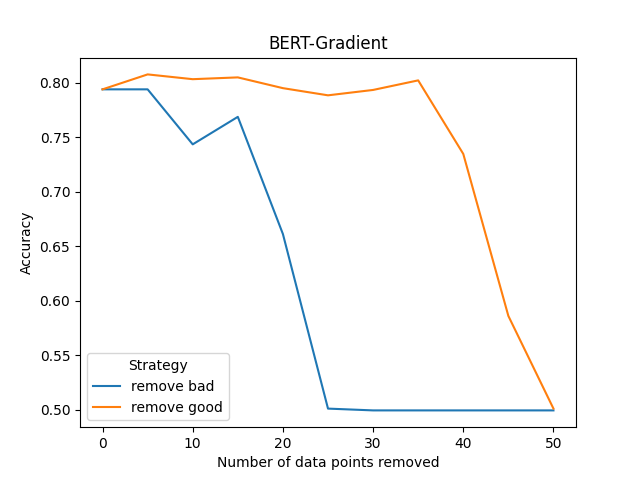 BERT-Gradient
Accuracy
0.80
0.75
0.70
0.65
0.60
0.55
0.50
Strategy
remove bad
remove good
0 10 20 30 40 50
Number of data points removed